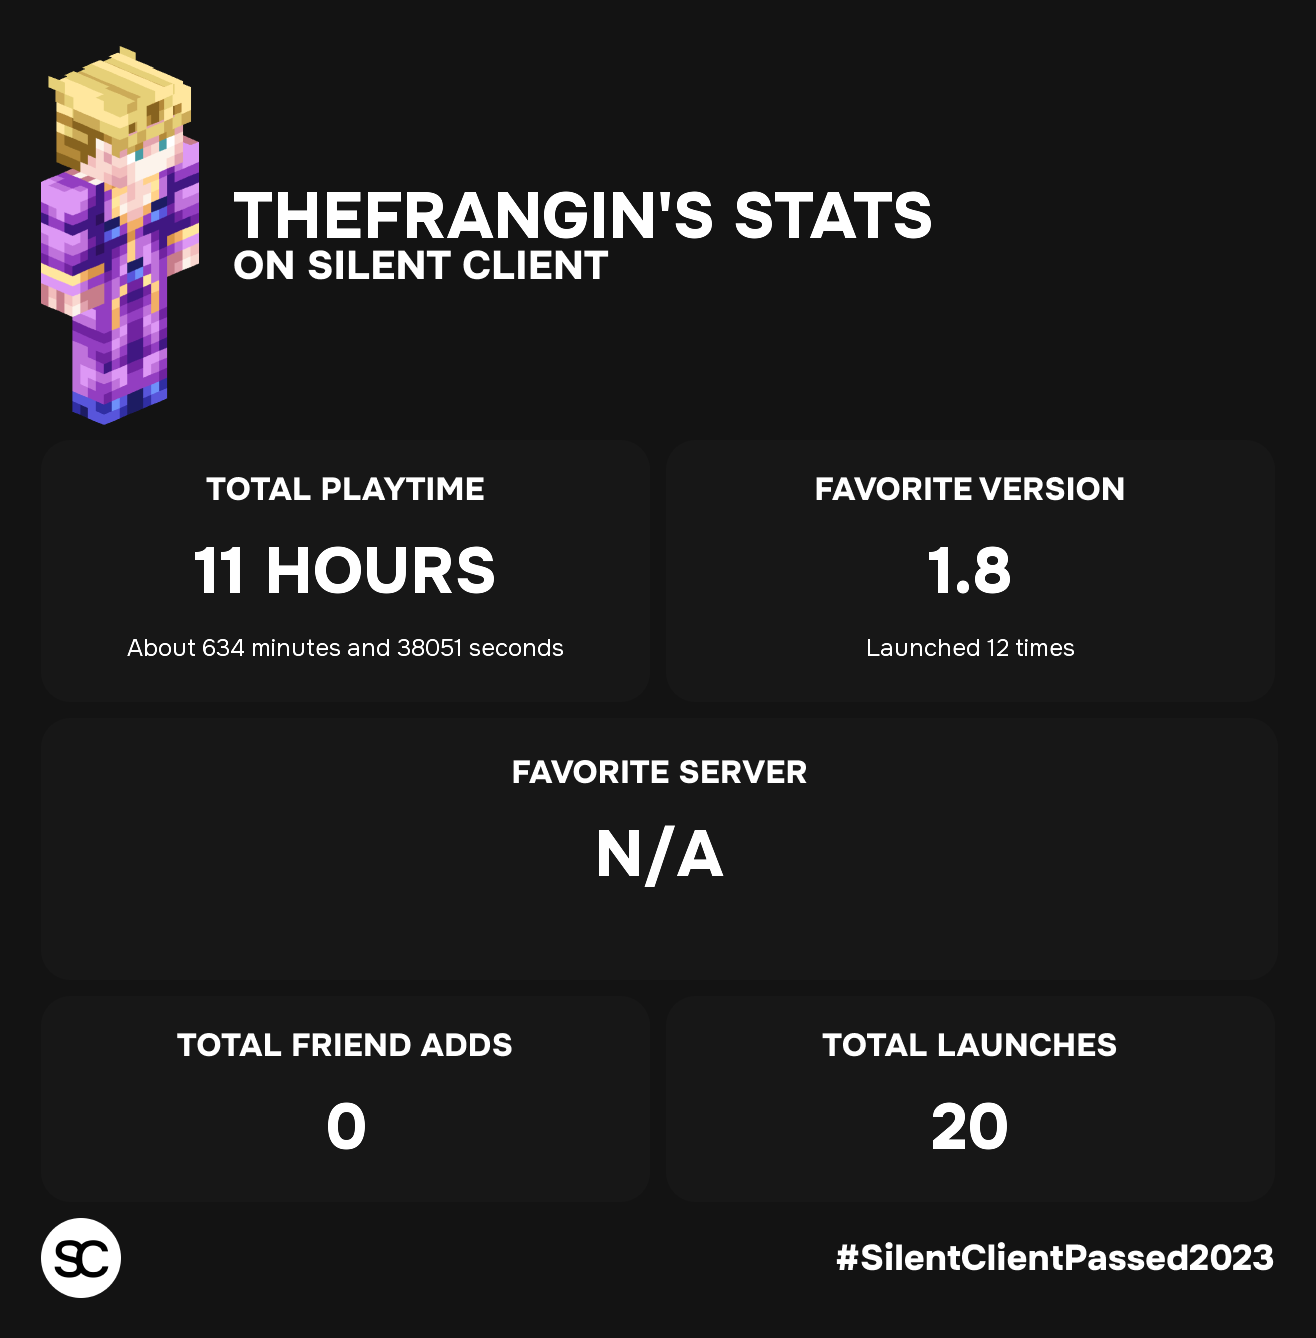 THEFRANGIN'S STATS
ON SILENT CLIENT
TOTAL PLAYTIME
11 HOURS
About 634 minutes and 38051 seconds
FAVORITE VERSION
1.8
Launched 12 times
FAVORITE SERVER
N/A
TOTAL FRIEND ADDS
0
TOTAL LAUNCHES
20
SC
#SilentClientPassed2023